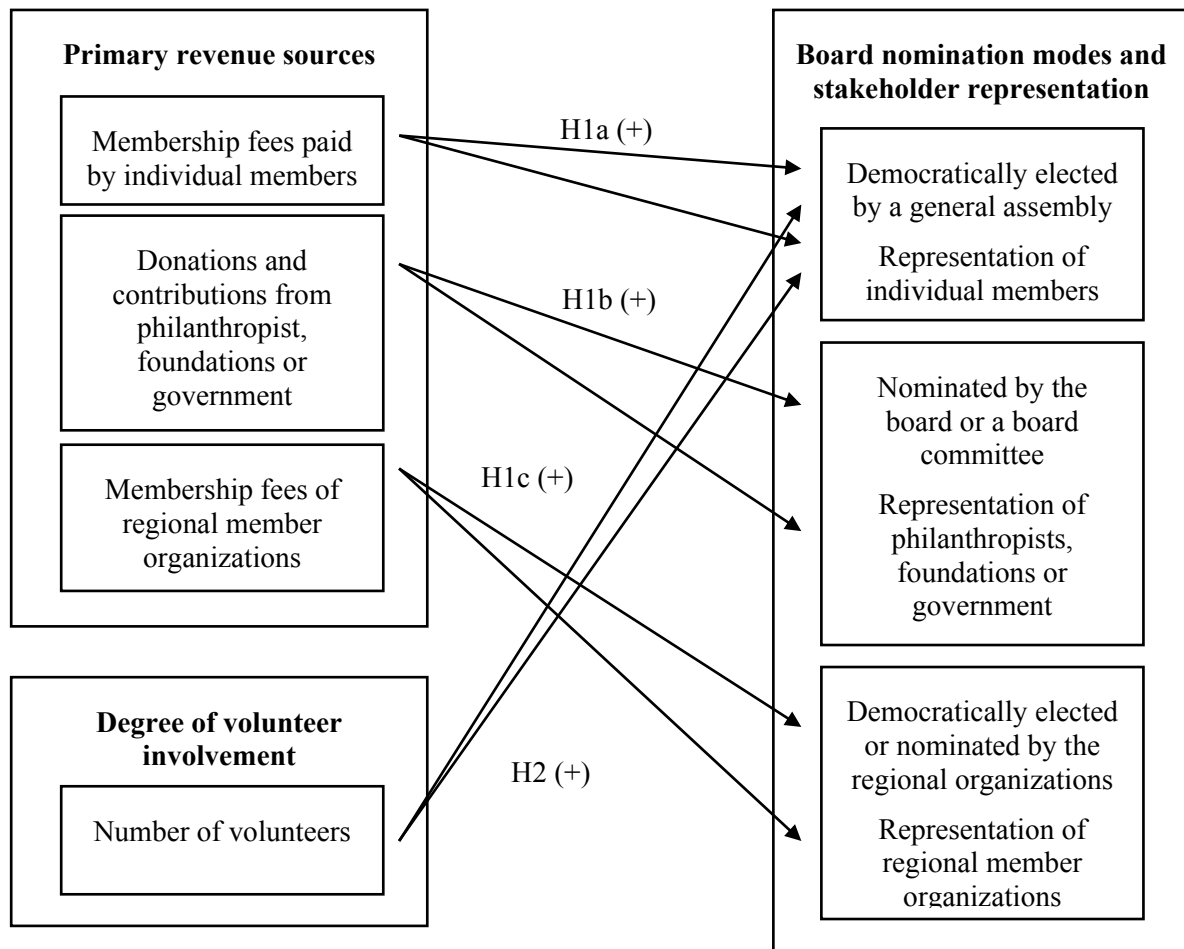 Primary revenue sources
Membership fees paid
by individual members
Donations and
contributions from
philanthropist,
foundations or
government
Membership fees of
regional member
organizations
Degree of volunteer
involvement
Number of volunteers
H1a (+)
H1b (+)
H1c (+)
H2 (+)
Board nomination modes and
stakeholder representation
Democratically elected
by a general assembly
Representation of
individual members
Nominated by the
board or a board
committee
Representation of
philanthropists,
foundations or
government
Democratically elected
or nominated by the
regional organizations
Representation of
regional member
organizations